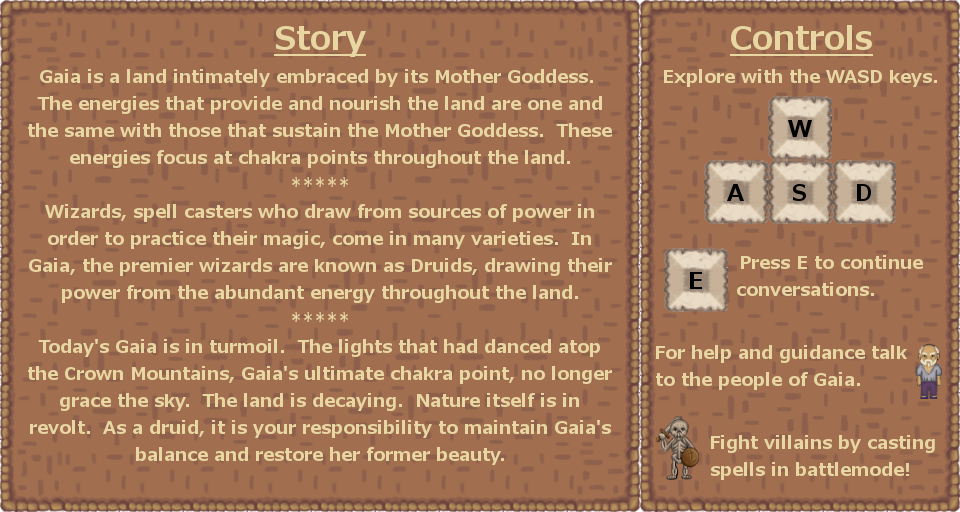 Story
Gaia is a land intimately embraced by its Mother Goddess.
The energies that provide and nourish the land are one and
the same with those that sustain the Mother Goddess.  These
energies focus at chakra points throughout the land.
*****
Wizards, spell casters who draw from sources of power in
order to practice their magic, come in many varieties.  In
Gaia, the premier wizards are known as Druids, drawing their
power from the abundant energy throughout the land.
*****
Today's Gaia is in turmoil.  The lights that had danced atop
the Crown Mountains, Gaia's ultimate chakra point, no longer
grace the sky.  The land is decaying.  Nature itself is in
revolt.  As a druid, it is your responsibility to maintain Gaia's
balance and restore her former beauty.
Controls
Explore with the WASD keys.
W
A S D
E
Press E to continue
conversations.
For help and guidance talk
to the people of Gaia.
Fight villains by casting
spells in battlemode!